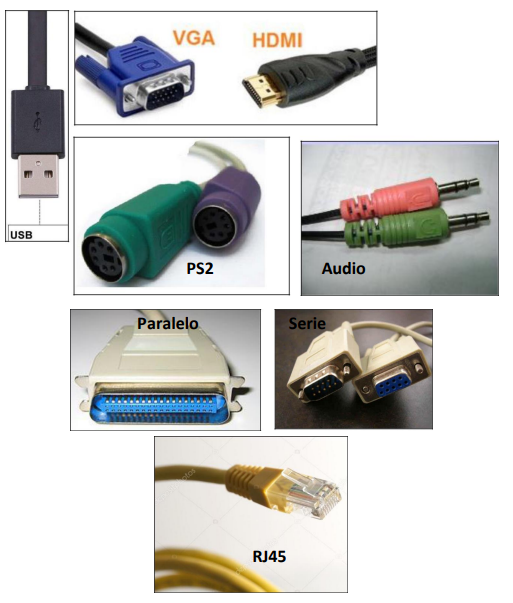 VGA
HDMI
USB
PS2
Audio
Paralelo
Serie
RJ45